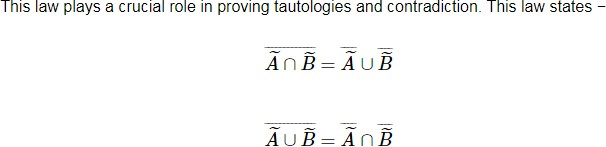 This law plays a crucial role in proving tautologies and contradiction. This law states −
$\overline{\widetilde{A} \cap \widetilde{B}} = \overline{\widetilde{A}} \cup \overline{\widetilde{B}}$
$\overline{\widetilde{A} \cup \widetilde{B}} = \overline{\widetilde{A}} \cap \overline{\widetilde{B}}$